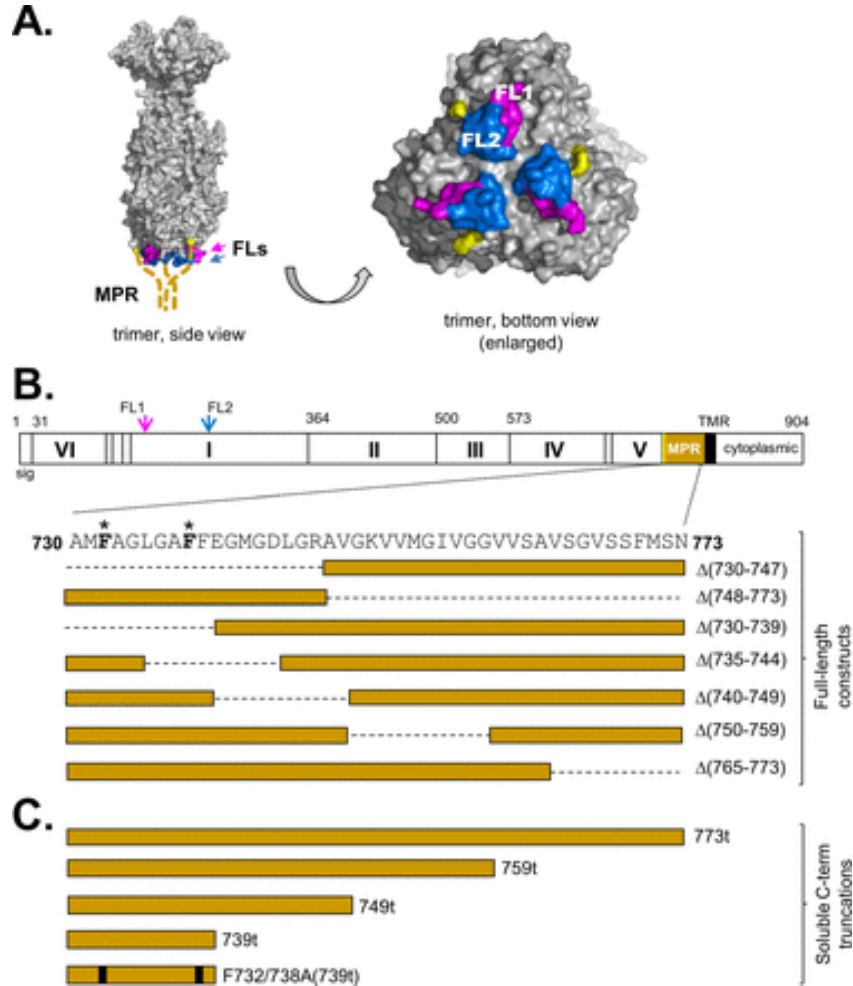 A.
FL1
FL2
FLs
MPR
trimer, side view
trimer, bottom view
(enlarged)
B.
FL1 FL2
1 31 364 500 573 TMR 904
VI I II III IV V MPR cytoplasmic
sig
* *
730 AMFAGLGAFFEGMGDLGRAVGKVVMGIVGGVVSAVSGVSSFMSN 773
Δ(730-747)
Δ(748-773)
Δ(730-739)
Δ(735-744)
Δ(740-749)
Δ(750-759)
Δ(765-773)
Full-length
constructs
C.
773t
759t
749t
739t
F732/738A(739t)
Soluble C-term
truncations